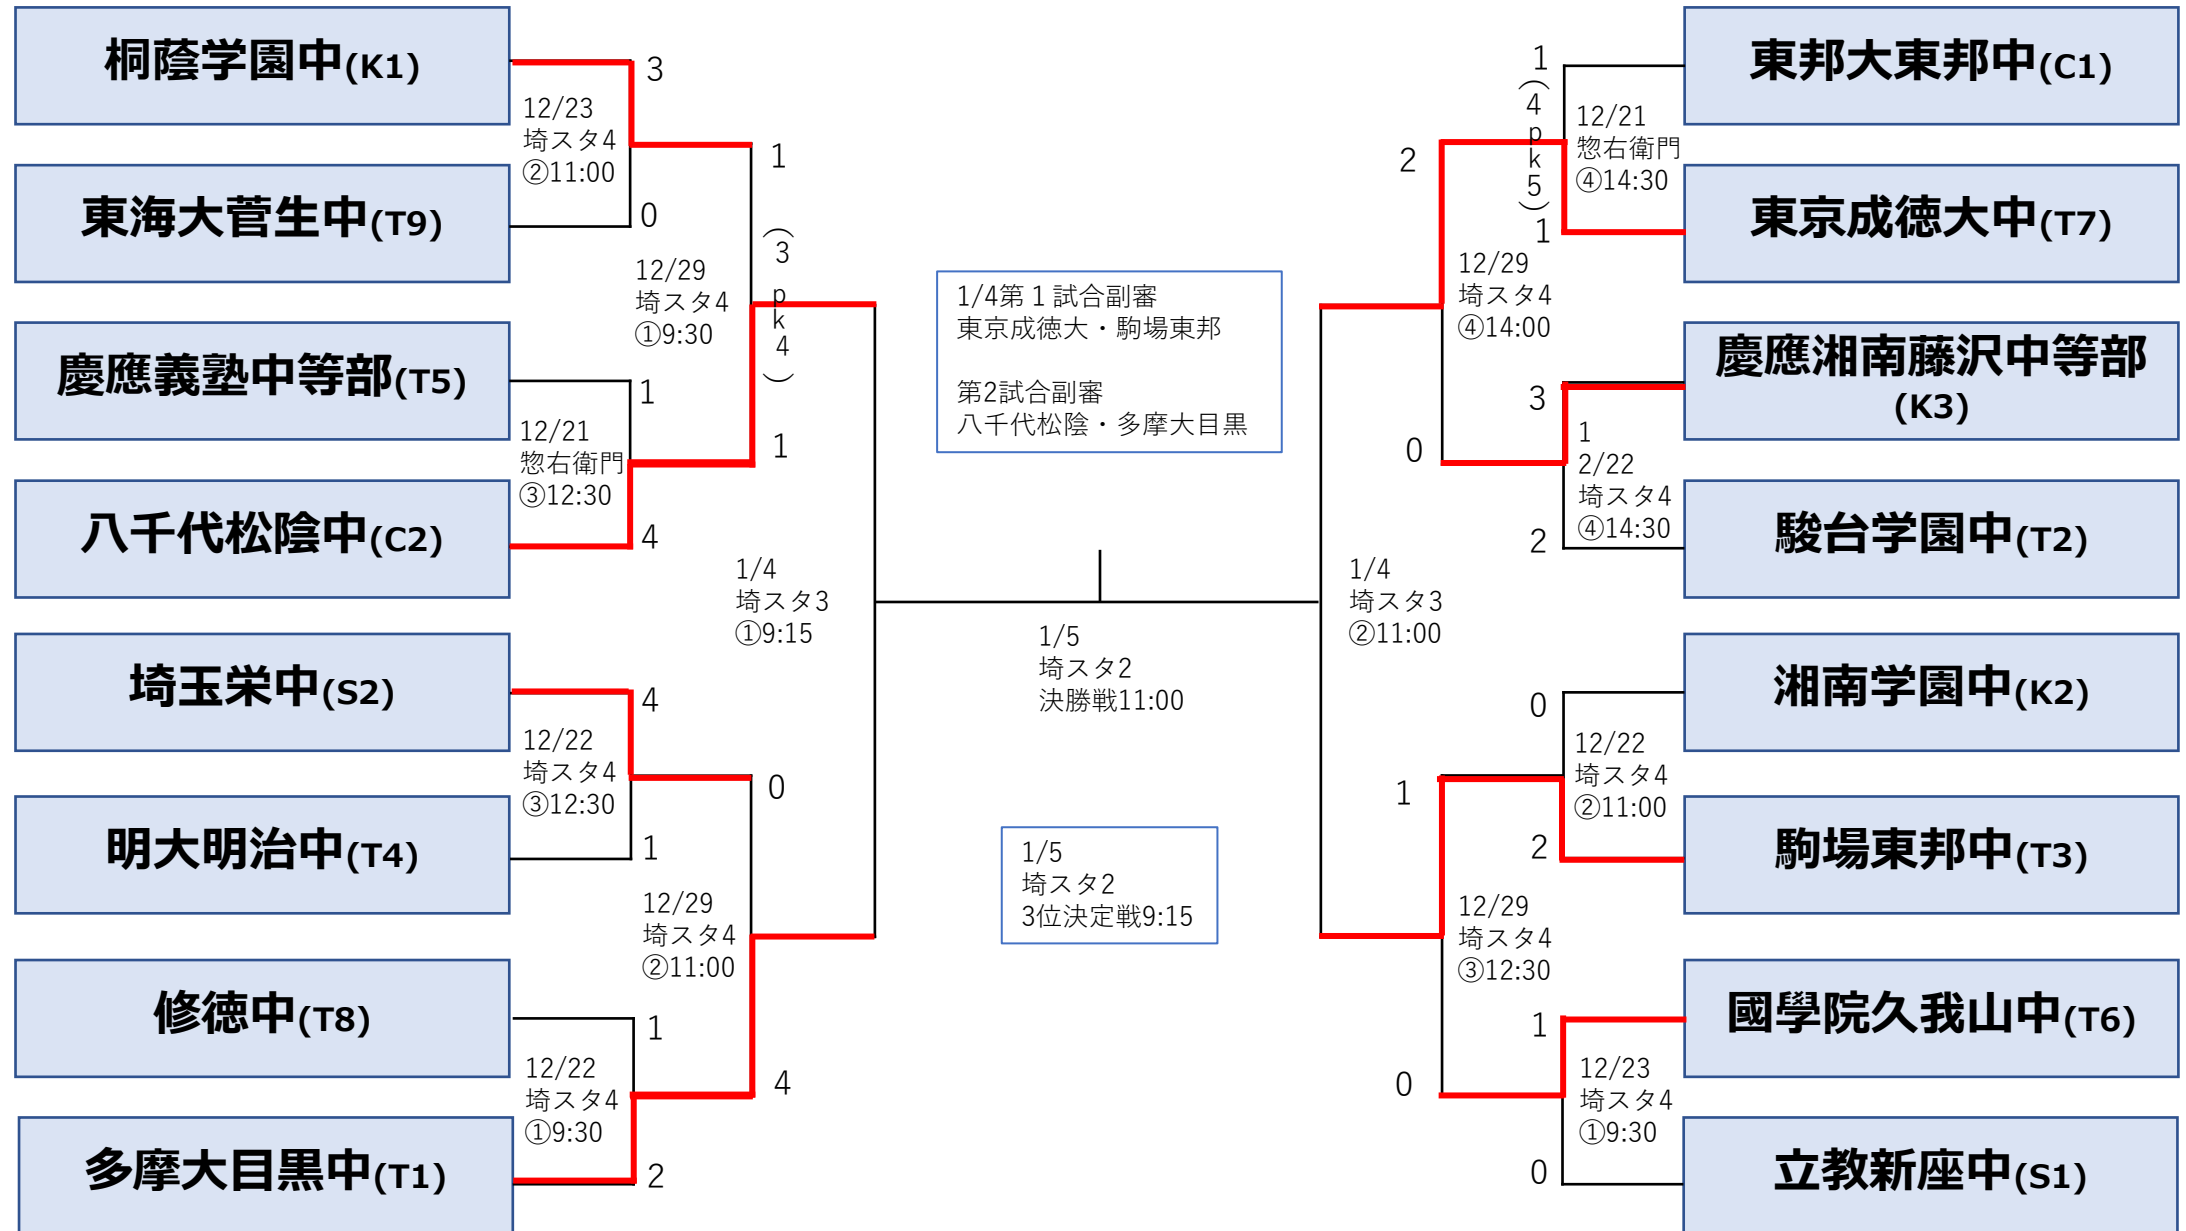 桐蔭学園中(K1)
3
12/23
埼スタ4
②11:00
東海大菅生中(T9)
0
1
(3 pk4)
12/29
埼スタ4
①9:30
慶應義塾中等部(T5)
1
12/21
惣右衛門
③12:30
1
八千代松陰中(C2)
4
1/4
埼スタ3
①9:15
埼玉栄中(S2)
4
12/22
埼スタ4
③12:30
0
明大明治中(T4)
1
12/29
埼スタ4
②11:00
修徳中(T8)
1
12/22
埼スタ4
①9:30
4
多摩大目黒中(T1)
2
1/4第1試合副審
東京成徳大・駒場東邦
第2試合副審
八千代松陰・多摩大目黒
1/5
埼スタ2
決勝戦11:00
1/5
埼スタ2
3位決定戦9:15
東邦大東邦中(C1)
1
(4pk5)
12/21
惣右衛門
④14:30
2
東京成徳大中(T7)
1
12/29
埼スタ4
④14:00
慶應湘南藤沢中等部
(K3)
3
1
2/22
埼スタ4
④14:30
0
駿台学園中(T2)
2
1/4
埼スタ3
②11:00
湘南学園中(K2)
0
12/22
埼スタ4
②11:00
1
駒場東邦中(T3)
2
12/29
埼スタ4
③12:30
國學院久我山中(T6)
1
12/23
埼スタ4
①9:30
0
立教新座中(S1)
0